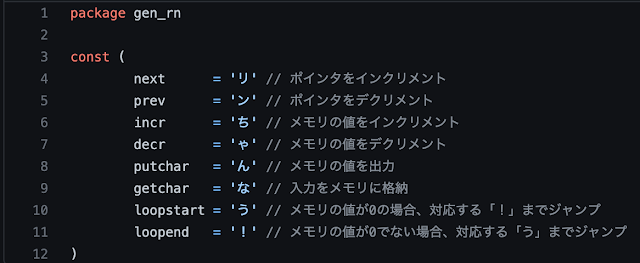 1 package gen_rn
2
3 const (
4 next = 'リ' // ポインタをインクリメント
5 prev = 'ン' // ポインタをデクリメント
6 incr = 'ち' // メモリの値をインクリメント
7 decr = 'ゃ' // メモリの値をデクリメント
8 putchar = 'ん' // メモリの値を出力
9 getchar = 'な' // 入力をメモリに格納
10 loopstart = 'う' // メモリの値が0の場合、対応する「！」までジャンプ
11 loopend = '！' // メモリの値が0でない場合、対応する「う」までジャンプ
12 )